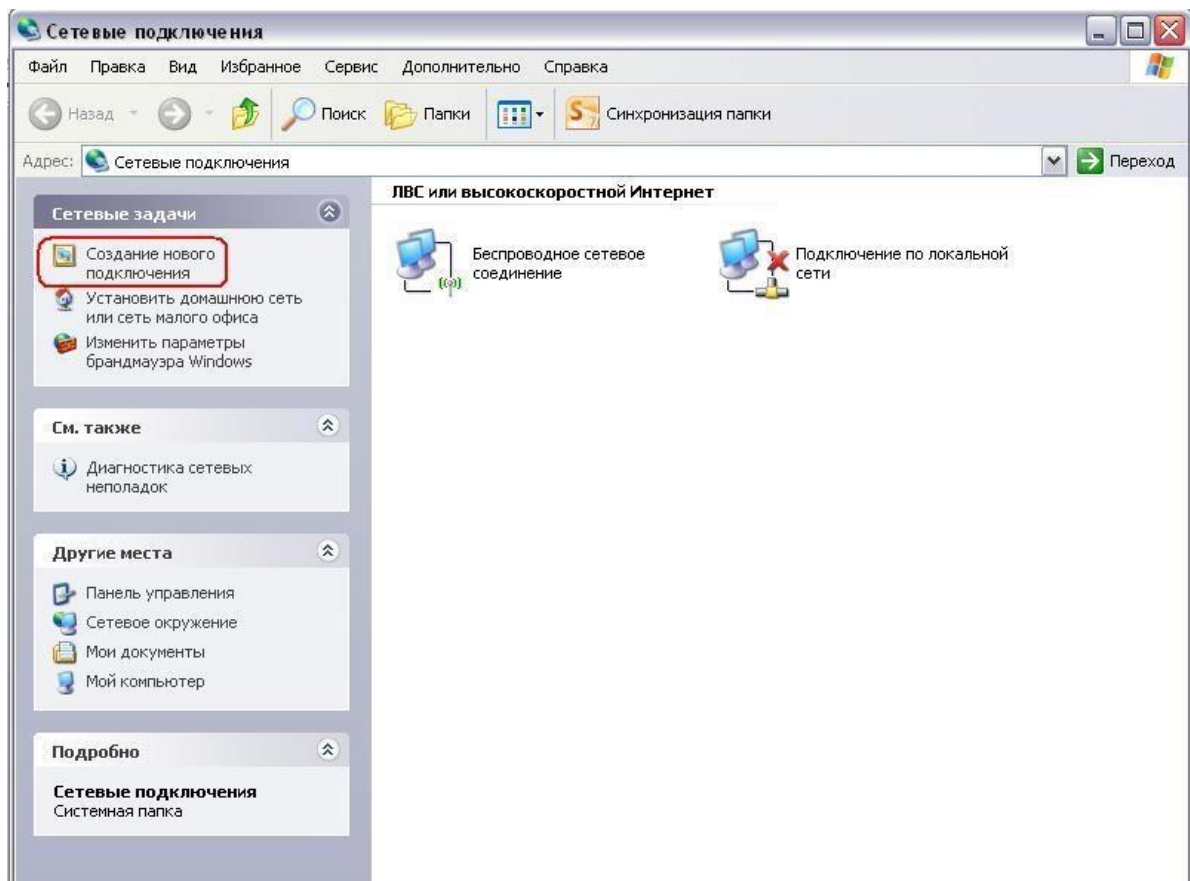 Сетевые подключения
Файл Правка Вид Избранное Сервис Дополнительно Справка
Назад Поиск Папки Синхронизация папки
Адрес: Сетевые подключения Переход
Сетевые задачи
Создание нового
подключения
Установить домашнюю сеть
или сеть малого офиса
Изменить параметры
брандмауэра Windows
См. также
Диагностика сетевых
неполадок
Другие места
Панель управления
Сетевое окружение
Мои документы
Мой компьютер
Подробно
Сетевые подключения
Системная папка
ЛВС или высокоскоростной Интернет
Беспроводное сетевое
соединение
Подключение по локальной
сети